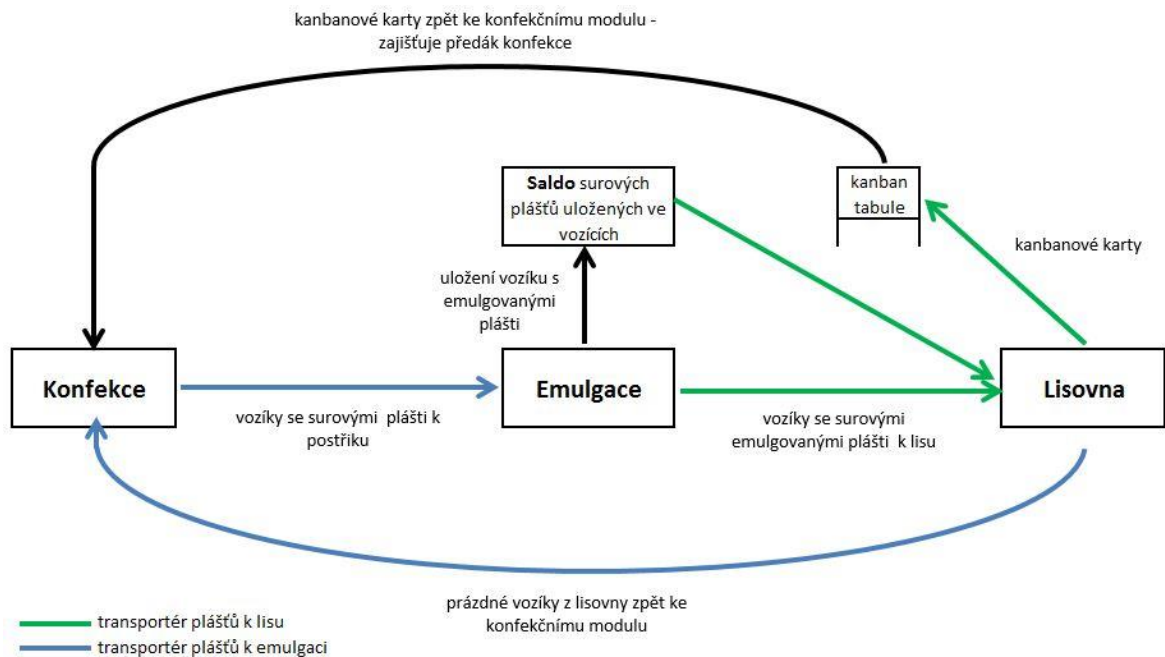 kanbanové karty zpět ke konfekčnímu modulu -
zajišťuje předák konfekce
Saldo surových
plášťů uložených ve
vozících
kanban
tabule
kanbanové karty
uložení vozíku s
emulgovanými
plášti
Konfekce
Emulgace
Lisovna
vozíky se surovými plášti k
postřiku
vozíky se surovými
emulgovanými plášti k lisu
prázdné vozíky z lisovny zpět ke
konfekčnímu modulu
transportér plášťů k lisu
transportér plášťů k emulgaci